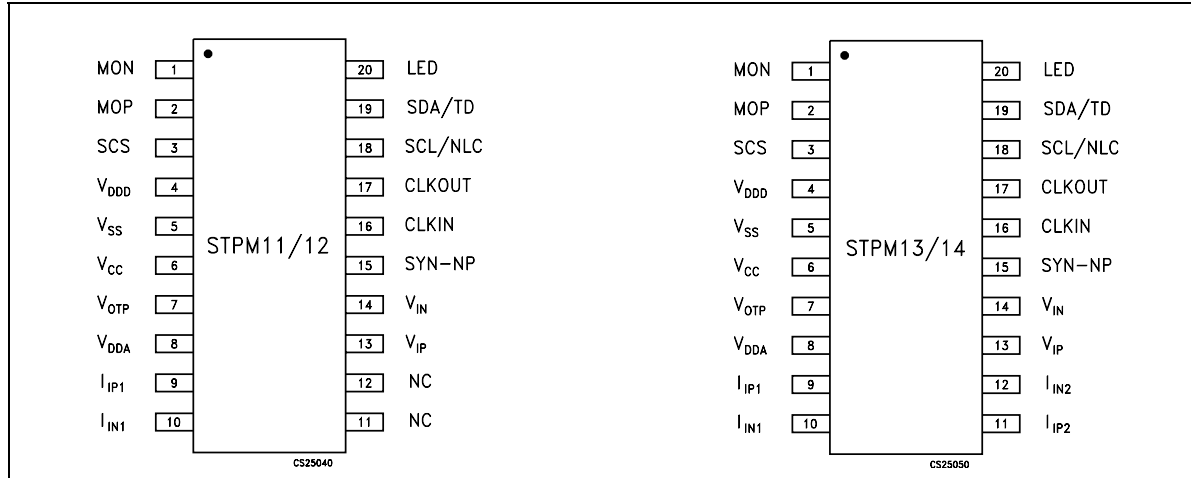 MON 1 20 LED
MOP 2 19 SDA/TD
SCS 3 18 SCL/NLC
VDDD 4 17 CLKOUT
VSS 5 16 CLKIN
STPM11/12
VCC 6 15 SYN-NP
VOTP 7 14 VIN
VDDA 8 13 VIP
IIP1 9 12 NC
IIN1 10 11 NC
CS25040
MON 1 20 LED
MOP 2 19 SDA/TD
SCS 3 18 SCL/NLC
VDDD 4 17 CLKOUT
VSS 5 16 CLKIN
STPM13/14
VCC 6 15 SYN-NP
VOTP 7 14 VIN
VDDA 8 13 VIP
IIP1 9 12 IIN2
IIN1 10 11 IIP2
CS25050